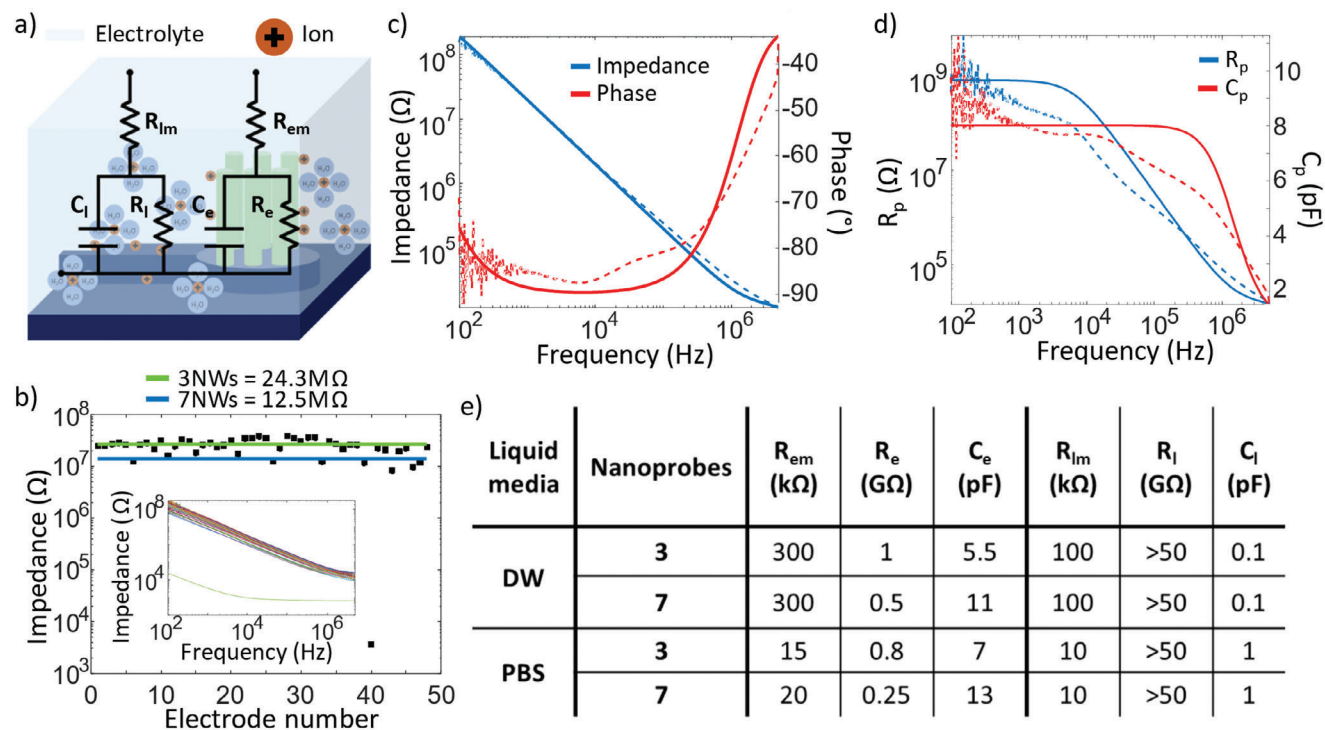 a)
Electrolyte
Ion
R_lm
R_em
C_l
R_l
C_e
R_e
H₂O
H₂O
H₂O
H₂O
b)
3NWs = 24.3MΩ
7NWs = 12.5MΩ
Impedance (Ω)
10^8
10^7
10^6
10^5
10^4
10^3
0
10
20
30
40
50
Electrode number
Impedance (Ω)
10^8
10^4
10^2
10^4
10^6
Frequency (Hz)
c)
Impedance
Phase
Impedance (Ω)
10^8
10^7
10^6
10^5
10^2
10^4
10^6
Frequency (Hz)
-40
-50
-60
-70
-80
-90
Phase (°)
d)
R_p
C_p
R_p (Ω)
10^9
10^7
10^5
10^2
10^3
10^4
10^5
10^6
Frequency (Hz)
10
8
6
4
2
C_p (pF)
e)
Liquid media Nanoprobes R_em (kΩ) R_e (GΩ) C_e (pF) R_lm (kΩ) R_l (GΩ) C_l (pF)
DW 3 300 1 5.5 100 >50 0.1
7 300 0.5 11 100 >50 0.1
PBS 3 15 0.8 7 10 >50 1
7 20 0.25 13 10 >50 1